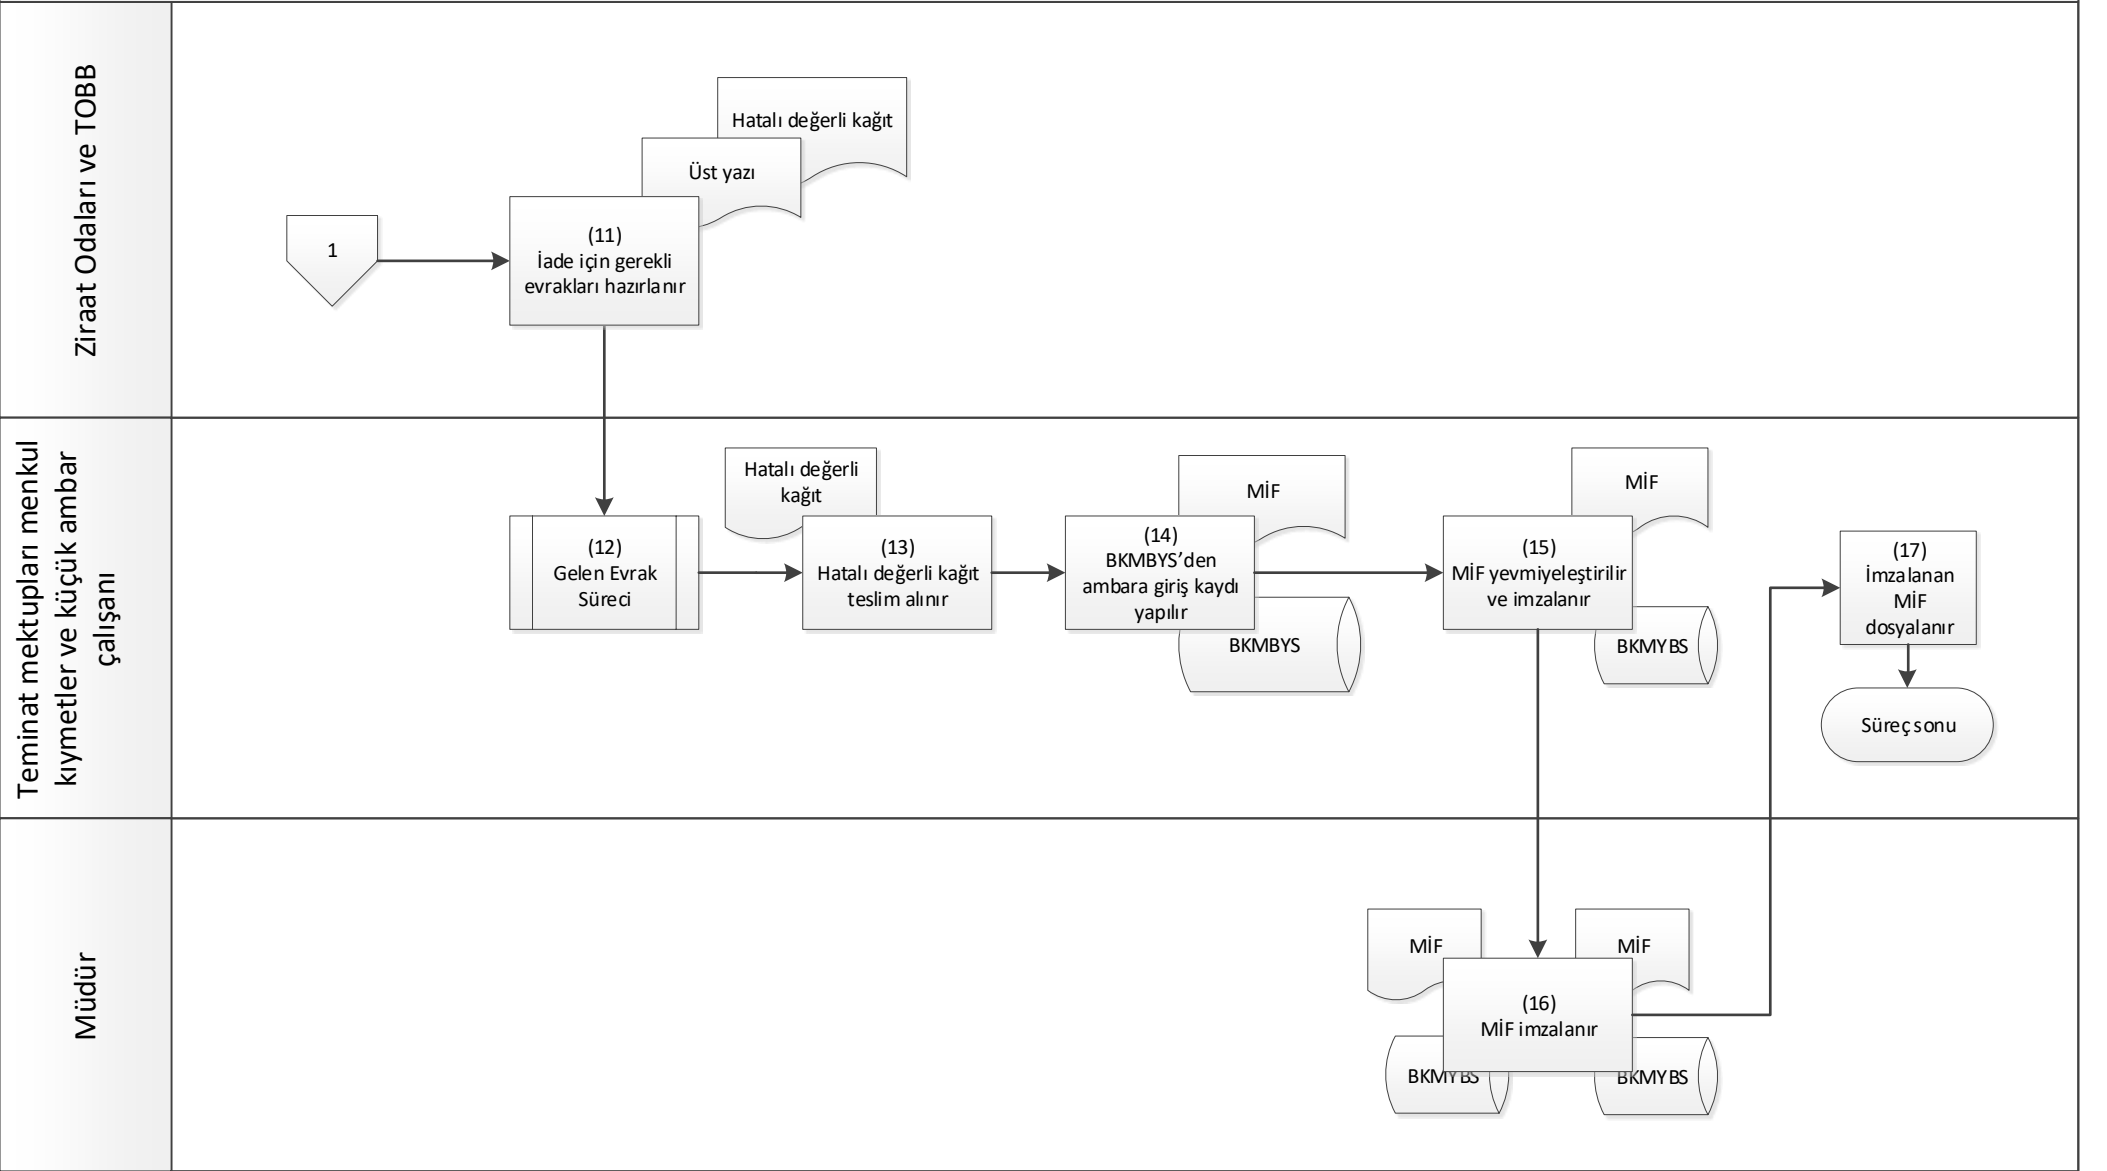 Ziraat Odaları ve TOBB
Hatalı değerli kağıt
Üst yazı
1
(11)
İade için gerekli
evrakları hazırlanır
Teminat mektupları menkul
kıymetler ve küçük ambar
çalışanı
(12)
Gelen Evrak
Süreci
Hatalı değerli
kağıt
(13)
Hatalı değerli kağıt
teslim alınır
MİF
(14)
BKMBYS’den
ambara giriş kaydı
yapılır
BKMBYS
MİF
(15)
MİF yevmiyeleştirilir
ve imzalanır
BKMYBS
(17)
İmzalanan
MİF
dosyalanır
Süreç sonu
Müdür
MİF
MİF
(16)
MİF imzalanır
BKMYBS
BKMYBS